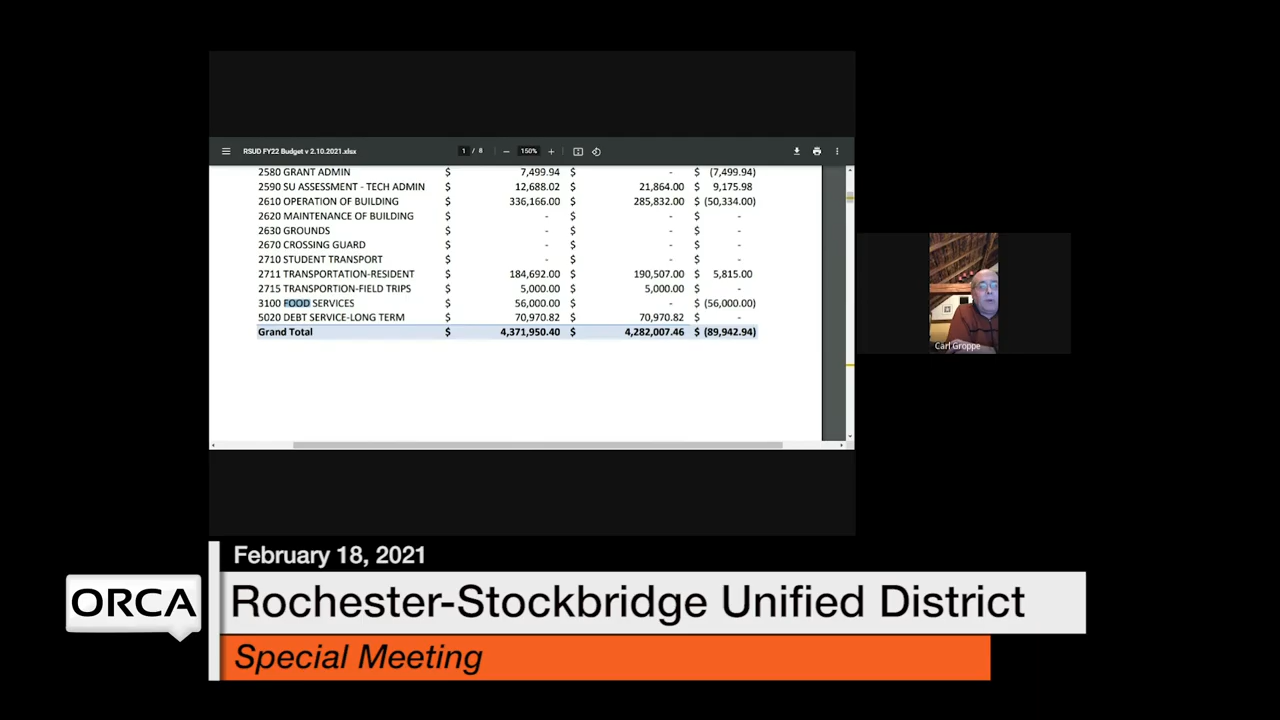 RSUD FY22 Budget v 2.10.2021.xlsx 1 / 8 — 150% +
2580 GRANT ADMIN $ 7,499.94 $ - $ (7,499.94)
2590 SU ASSESSMENT - TECH ADMIN $ 12,688.02 $ 21,864.00 $ 9,175.98
2610 OPERATION OF BUILDING $ 336,166.00 $ 285,832.00 $ (50,334.00)
2620 MAINTENANCE OF BUILDING $ - $ - $ -
2630 GROUNDS $ - $ - $ -
2670 CROSSING GUARD $ - $ - $ -
2710 STUDENT TRANSPORT $ - $ - $ -
2711 TRANSPORTATION-RESIDENT $ 184,692.00 $ 190,507.00 $ 5,815.00
2715 TRANSPORTION-FIELD TRIPS $ 5,000.00 $ 5,000.00 $ -
3100 FOOD SERVICES $ 56,000.00 $ - $ (56,000.00)
5020 DEBT SERVICE-LONG TERM $ 70,970.82 $ 70,970.82 $ -
Grand Total $ 4,371,950.40 $ 4,282,007.46 $ (89,942.94)
Carl Groppe
February 18, 2021
ORCA
Rochester-Stockbridge Unified District
Special Meeting